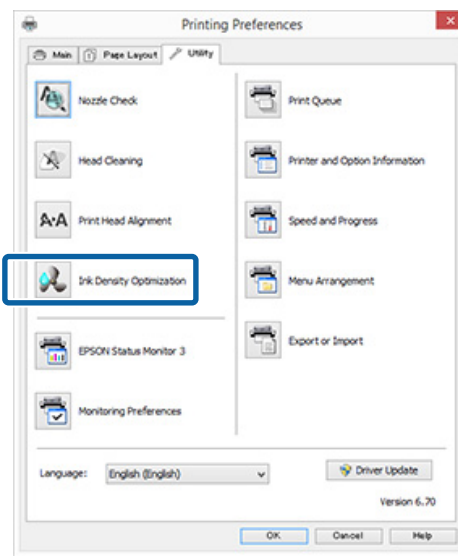 Printing Preferences
Main
Page Layout
Utility
Nozzle Check
Print Queue
Head Cleaning
Printer and Option Information
A·A
Print Head Alignment
Speed and Progress
Ink Density Optimization
Menu Arrangement
EPSON Status Monitor 3
Export or Import
Monitoring Preferences
Language:
English (English)
Driver Update
Version 6.70
OK
Cancel
Help